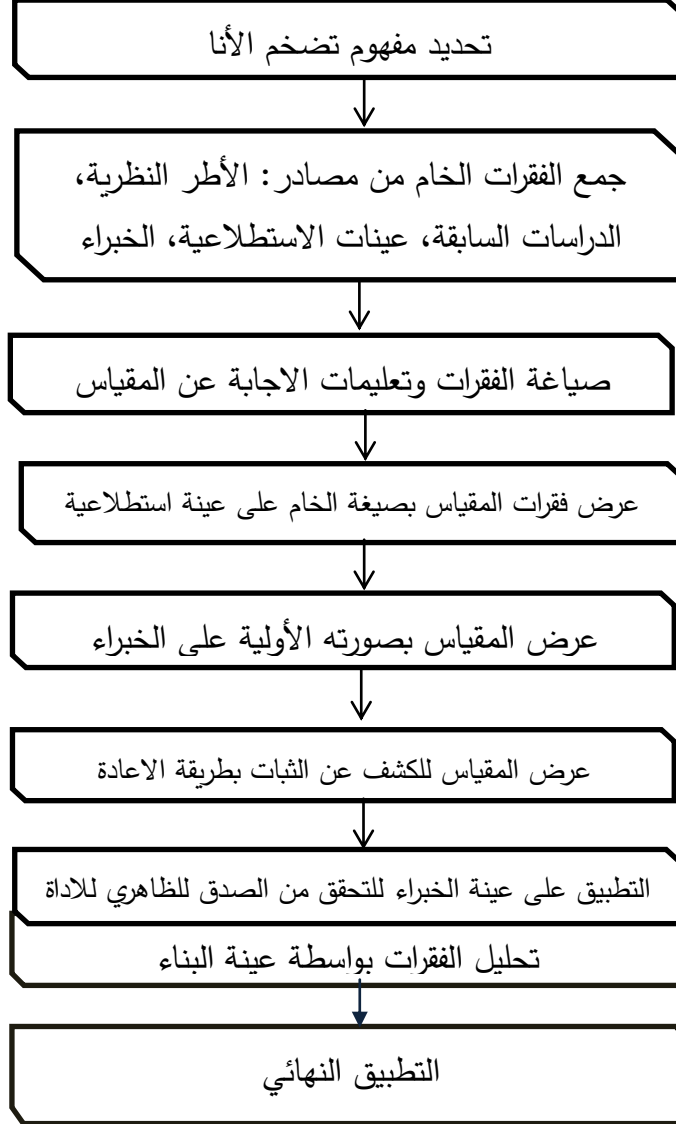 تحديد مفهوم تضخم الأنا
جمع الفقرات الخام من مصادر: الأطر النظرية،
الدراسات السابقة، عينات الاستطلاعية، الخبراء
صياغة الفقرات وتعليمات الاجابة عن المقياس
عرض فقرات المقياس بصيغة الخام على عينة استطلاعية
عرض المقياس بصورته الأولية على الخبراء
عرض المقياس للكشف عن الثبات بطريقة الاعادة
التطبيق على عينة الخبراء للتحقق من الصدق للظاهري للاداة
تحليل الفقرات بواسطة عينة البناء
التطبيق النهائي